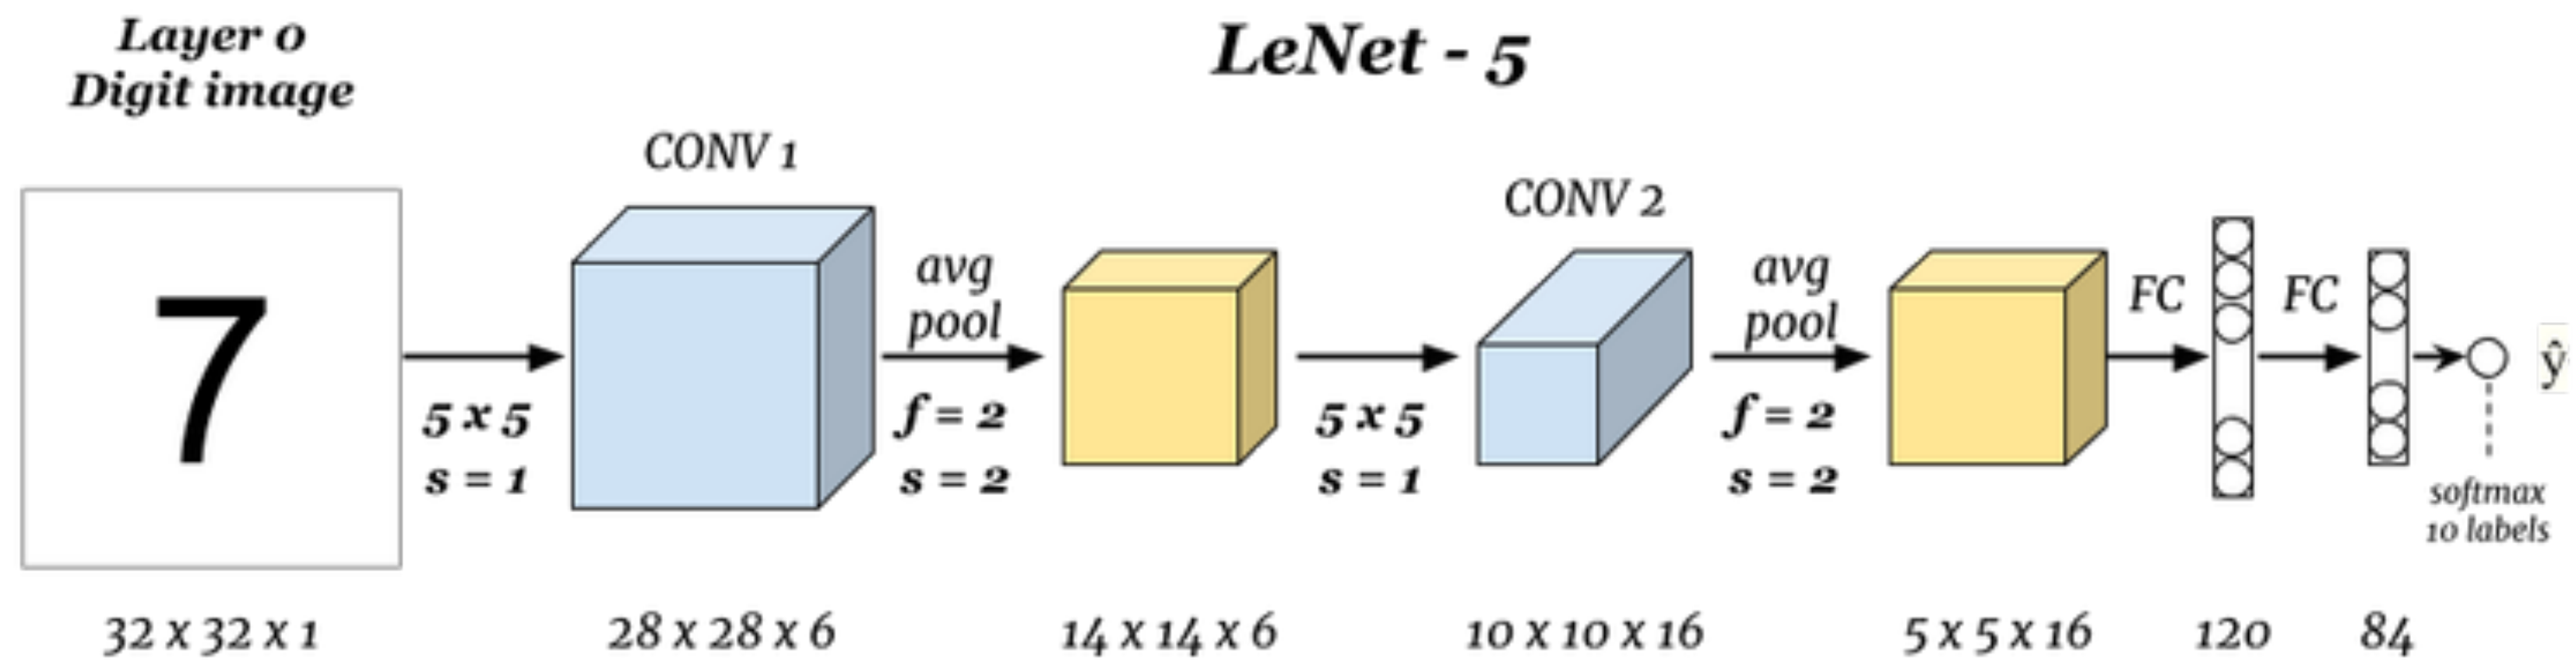 Layer 0
Digit image
LeNet - 5
7
32 x 32 x 1
5 x 5
s = 1
CONV 1
28 x 28 x 6
avg
pool
f = 2
s = 2
14 x 14 x 6
5 x 5
s = 1
CONV 2
10 x 10 x 16
avg
pool
f = 2
s = 2
5 x 5 x 16
FC
120
FC
84
softmax
10 labels
ŷ